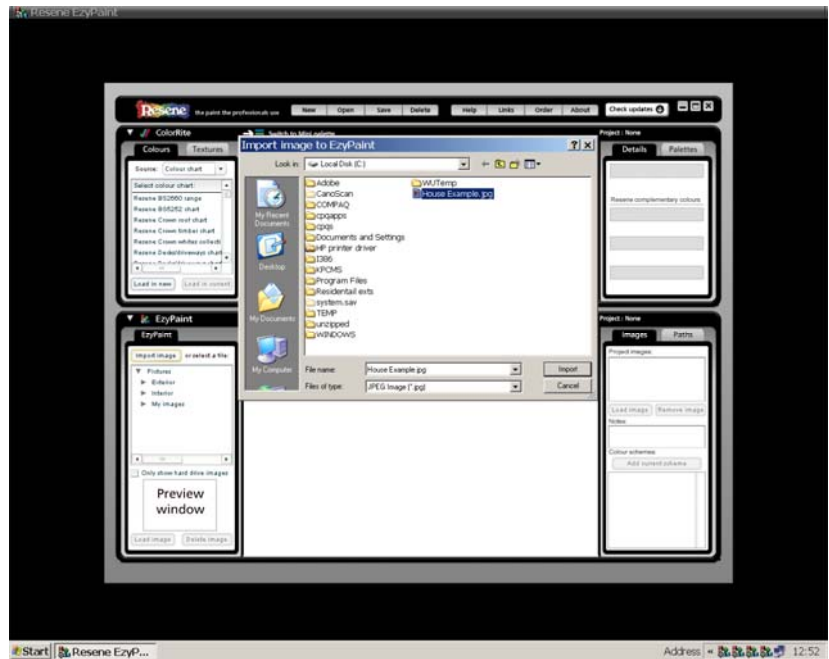 Resene EzyPaint
Resene the paint the professionals use
New Open Save Delete Help Links Order About Check updates
ColorRite
Switch to Mini palette
Project : None
Colours Textures
Source: Colour chart
Select colour chart:
Resene BS2660 range
Resene BS5252 chart
Resene Crown roof chart
Resene Crown timber chart
Resene Crown whites collecti
Load in new Load in current
Import image to EzyPaint
Look in: Local Disk (C:)
My Recent Documents
Desktop
My Documents
My Computer
Adobe
CanoScan
COMPAQ
cpqapps
cpqs
Documents and Settings
HP printer driver
I386
KPCMS
Program Files
Residentail exts
system.sav
TEMP
unzipped
WINDOWS
WUTemp
House Example.jpg
File name: House Example.jpg Import
Files of type: JPEG Image (*.jpg) Cancel
Details Palettes
Resene complementary colours
EzyPaint
Project : None
EzyPaint
Import image or select a file:
Pictures
Exterior
Interior
My images
Only show hard drive images
Preview window
Load image Delete image
Images Paths
Project images:
Load image Remove image
Notes:
Colour schemes:
Add current scheme
Start Resene EzyP... Address « 12:52